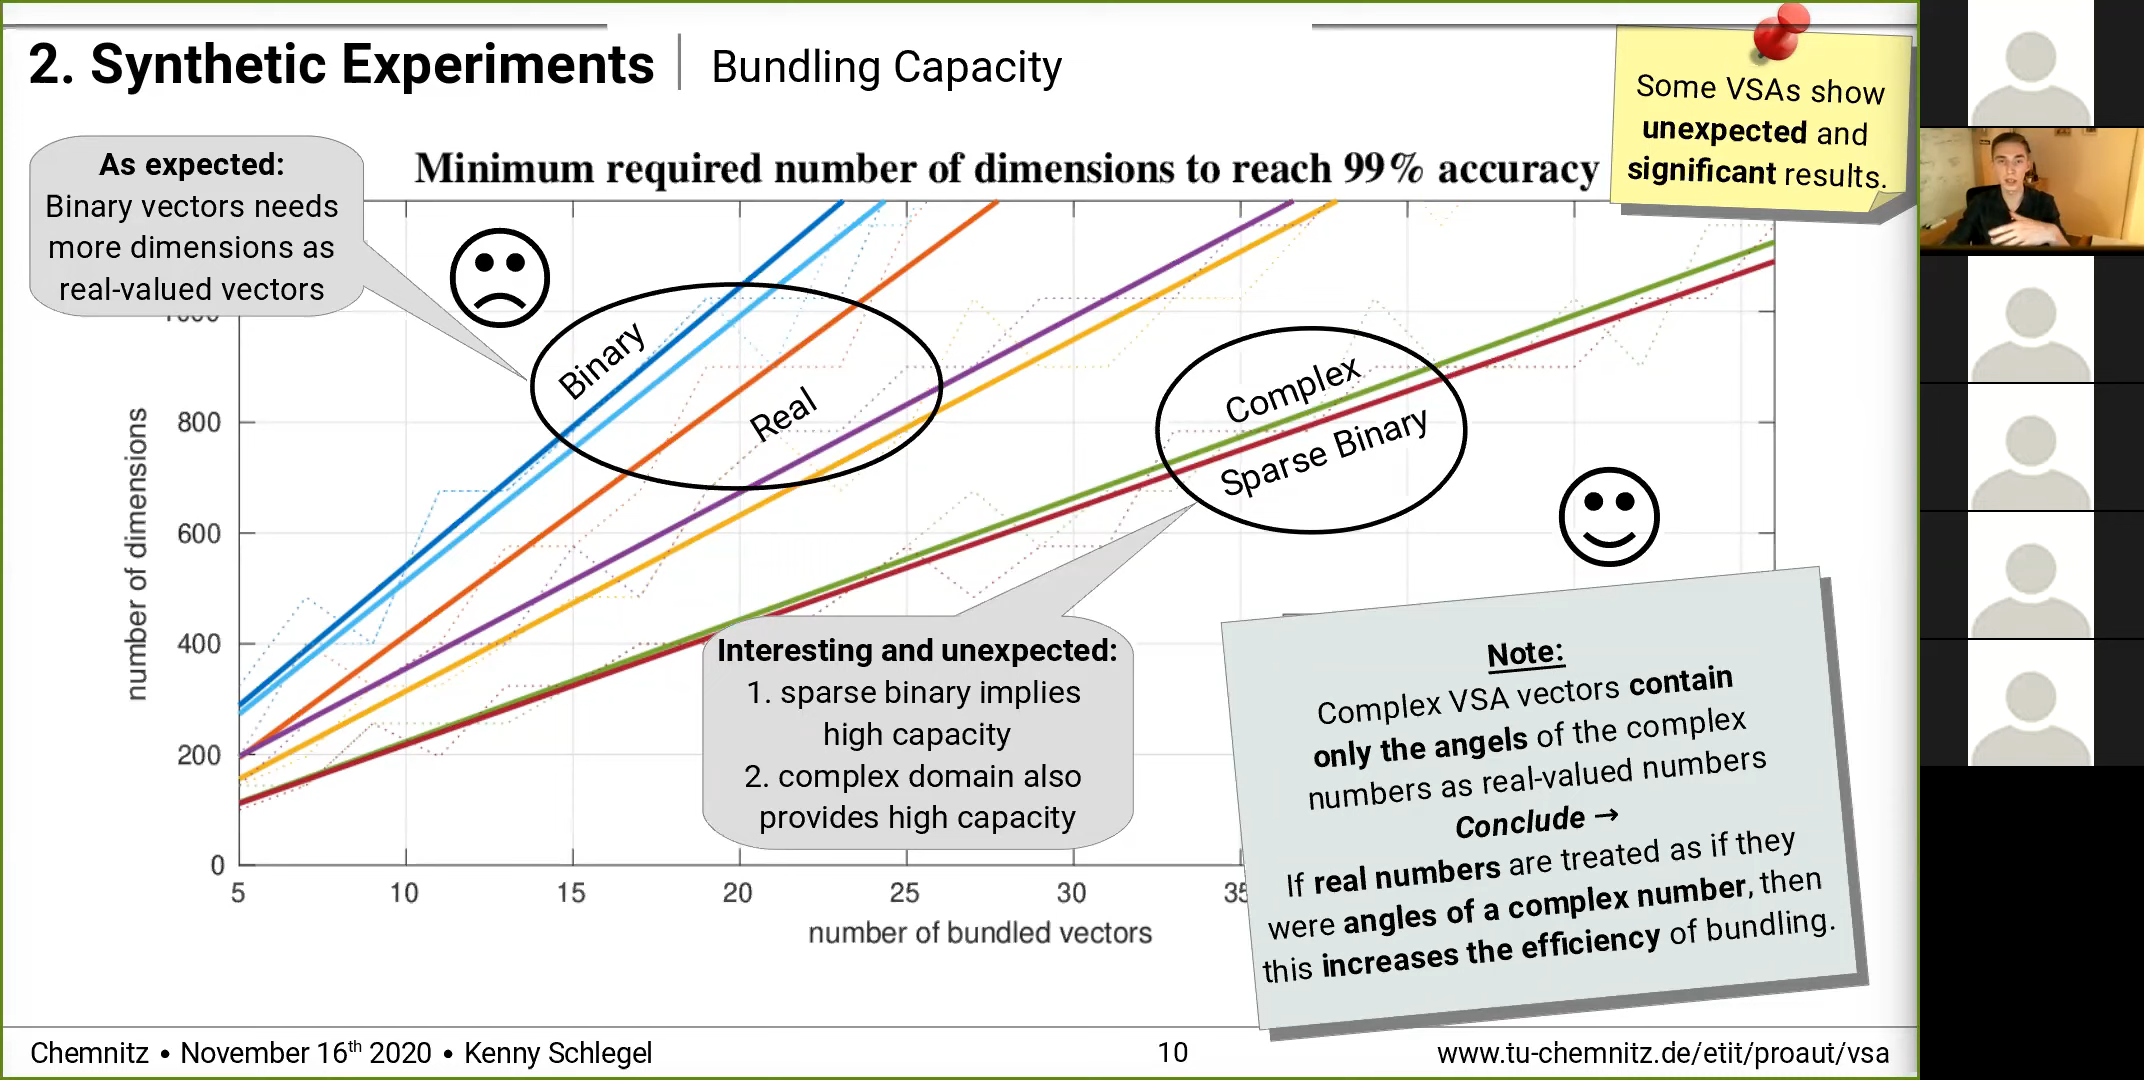 2. Synthetic Experiments
Bundling Capacity
Some VSAs show
unexpected and
significant results.
As expected:
Binary vectors needs
more dimensions as
real-valued vectors
Minimum required number of dimensions to reach 99% accuracy
Binary
Real
Complex
Sparse Binary
number of dimensions
1000
800
600
400
200
0
5
10
15
20
25
30
35
number of bundled vectors
Interesting and unexpected:
1. sparse binary implies
high capacity
2. complex domain also
provides high capacity
Note:
Complex VSA vectors contain
only the angels of the complex
numbers as real-valued numbers
Conclude →
If real numbers are treated as if they
were angles of a complex number, then
this increases the efficiency of bundling.
Chemnitz • November 16th 2020 • Kenny Schlegel
10
www.tu-chemnitz.de/etit/proaut/vsa